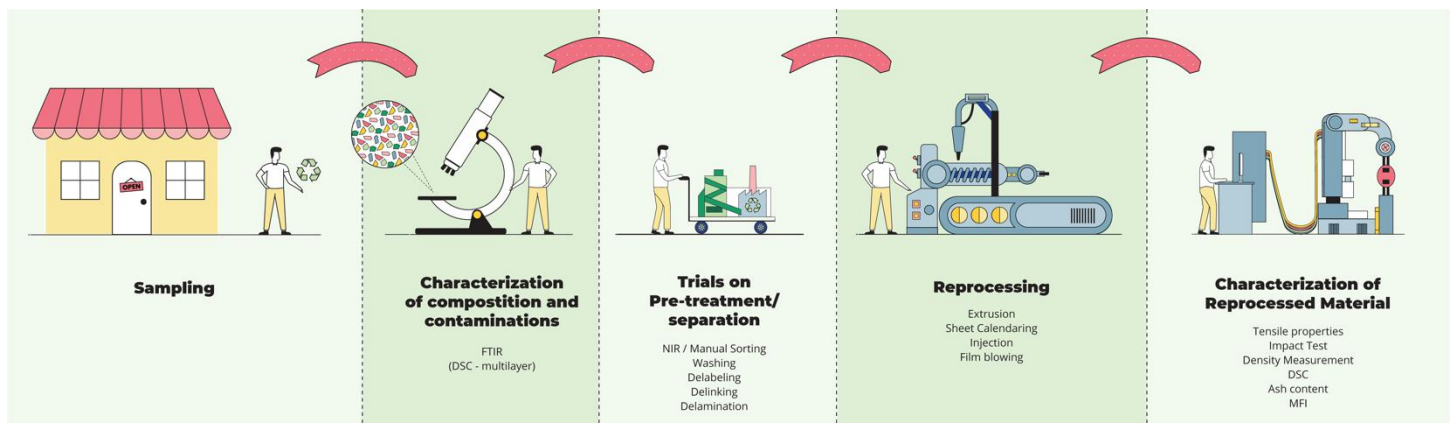 OPEN
Sampling
Characterization
of compostition and
contaminations
FTIR
(DSC - multilayer)
Trials on
Pre-treatment/
separation
NIR / Manual Sorting
Washing
Delabeling
Delinking
Delamination
Reprocessing
Extrusion
Sheet Calendaring
Injection
Film blowing
Characterization of
Reprocessed Material
Tensile properties
Impact Test
Density Measurement
DSC
Ash content
MFI